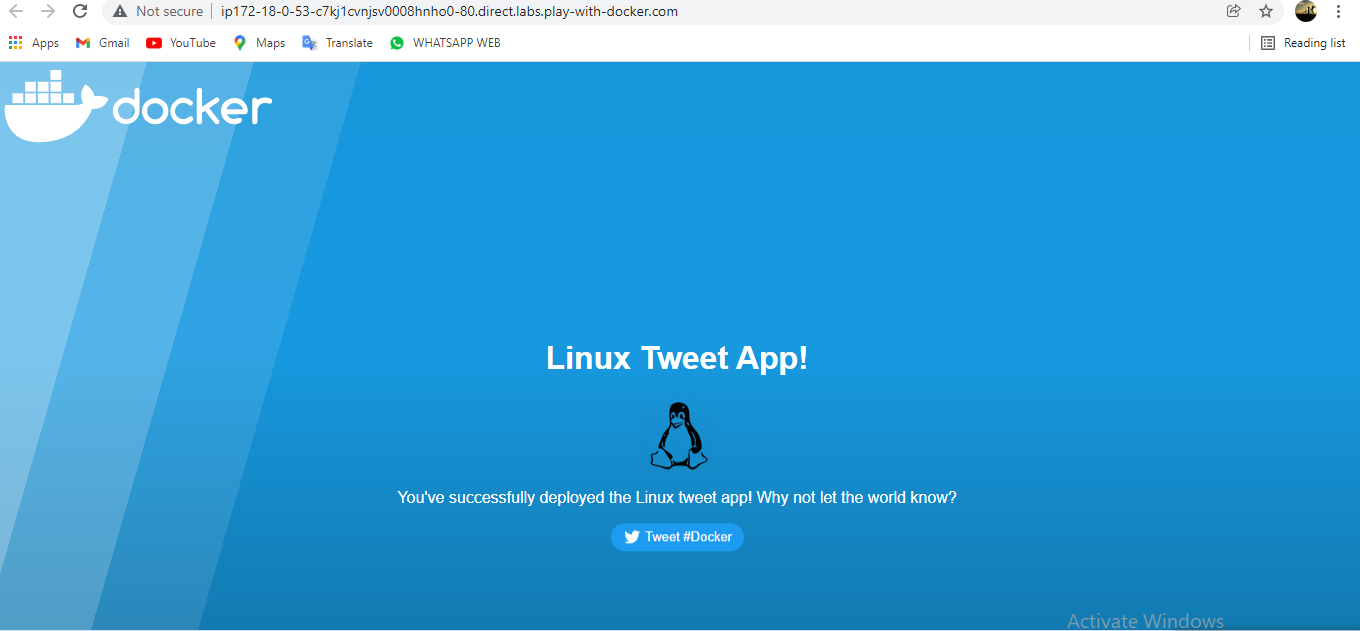 Not secure ip172-18-0-53-c7kj1cvnjsv0008hnho0-80.direct.labs.play-with-docker.com
Apps Gmail YouTube Maps Translate WHATSAPP WEB Reading list
docker
Linux Tweet App!
You've successfully deployed the Linux tweet app! Why not let the world know?
Tweet #Docker
Activate Windows